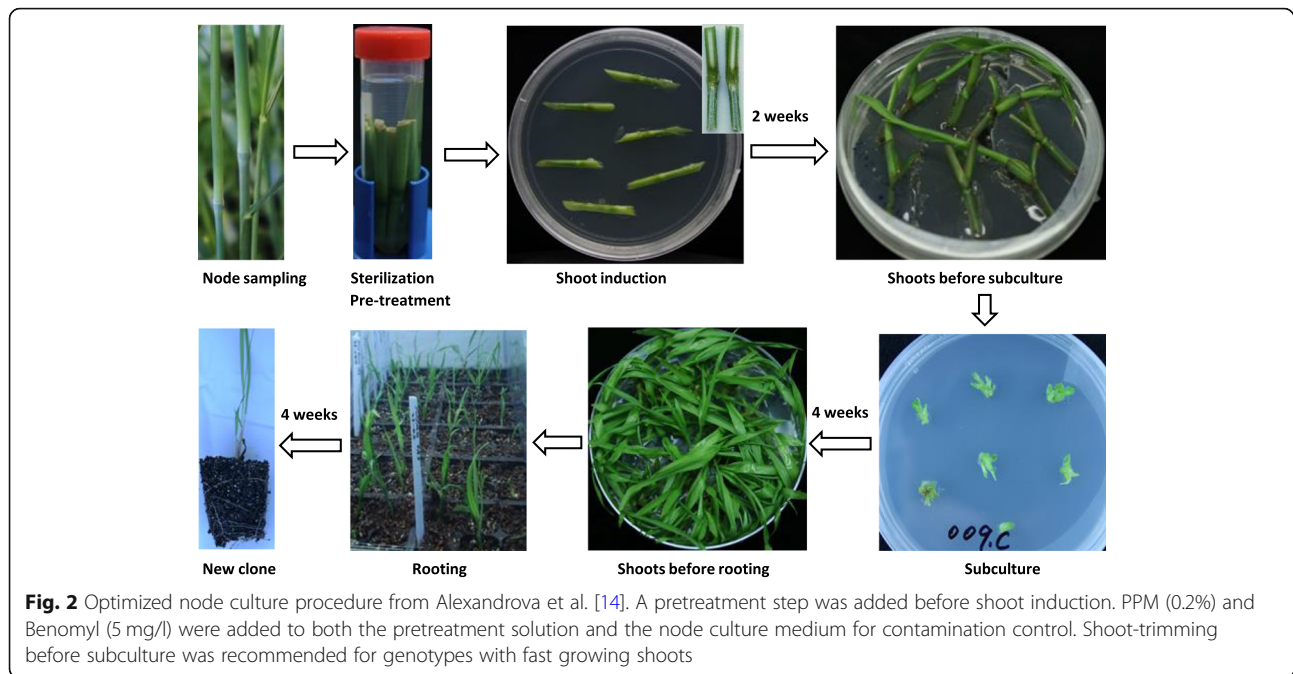 2 weeks
Node sampling
Sterilization
Pre-treatment
Shoot induction
Shoots before subculture
4 weeks
4 weeks
009.C
New clone
Rooting
Shoots before rooting
Subculture
Fig. 2 Optimized node culture procedure from Alexandrova et al. [14]. A pretreatment step was added before shoot induction. PPM (0.2%) and
Benomyl (5 mg/l) were added to both the pretreatment solution and the node culture medium for contamination control. Shoot-trimming
before subculture was recommended for genotypes with fast growing shoots